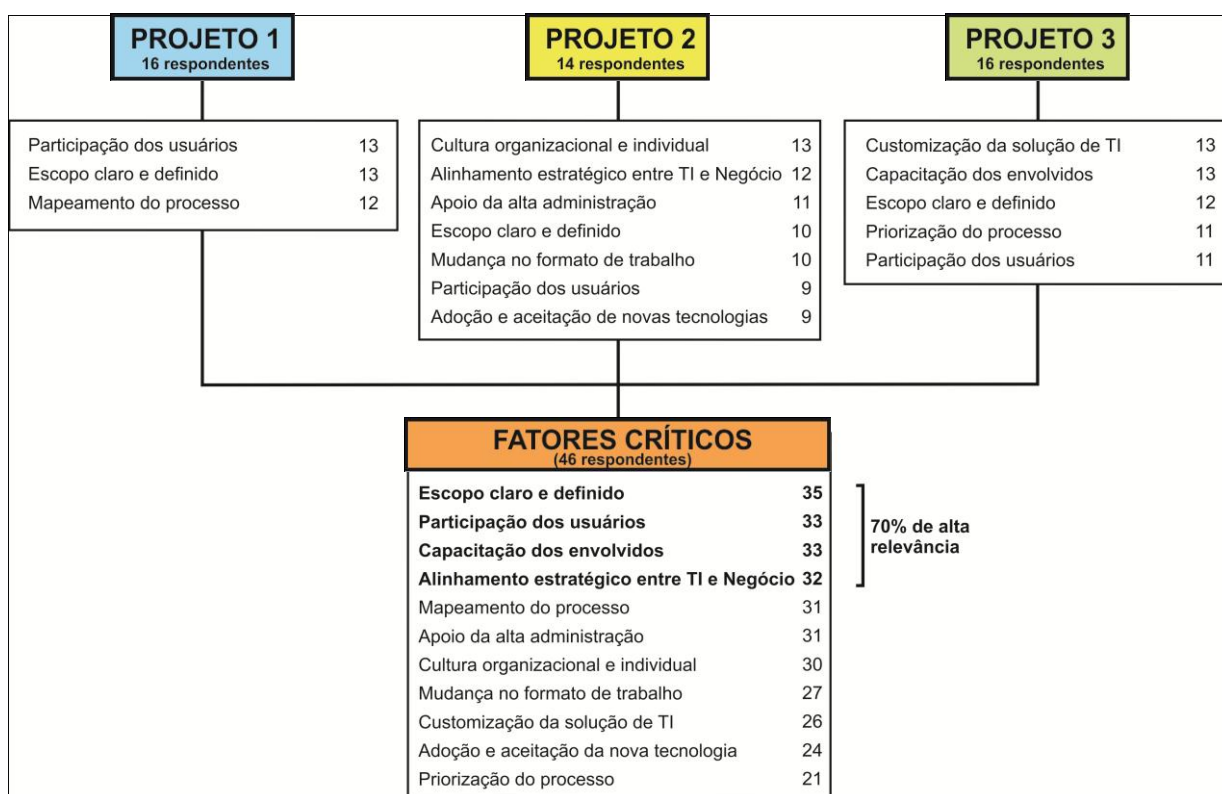 PROJETO 1
16 respondentes
Participação dos usuários 13
Escopo claro e definido 13
Mapeamento do processo 12
PROJETO 2
14 respondentes
Cultura organizacional e individual 13
Alinhamento estratégico entre TI e Negócio 12
Apoio da alta administração 11
Escopo claro e definido 10
Mudança no formato de trabalho 10
Participação dos usuários 9
Adoção e aceitação de novas tecnologias 9
PROJETO 3
16 respondentes
Customização da solução de TI 13
Capacitação dos envolvidos 13
Escopo claro e definido 12
Priorização do processo 11
Participação dos usuários 11
FATORES CRÍTICOS
(46 respondentes)
Escopo claro e definido 35
Participação dos usuários 33
Capacitação dos envolvidos 33
Alinhamento estratégico entre TI e Negócio 32
Mapeamento do processo 31
Apoio da alta administração 31
Cultura organizacional e individual 30
Mudança no formato de trabalho 27
Customização da solução de TI 26
Adoção e aceitação da nova tecnologia 24
Priorização do processo 21
70% de alta
relevância